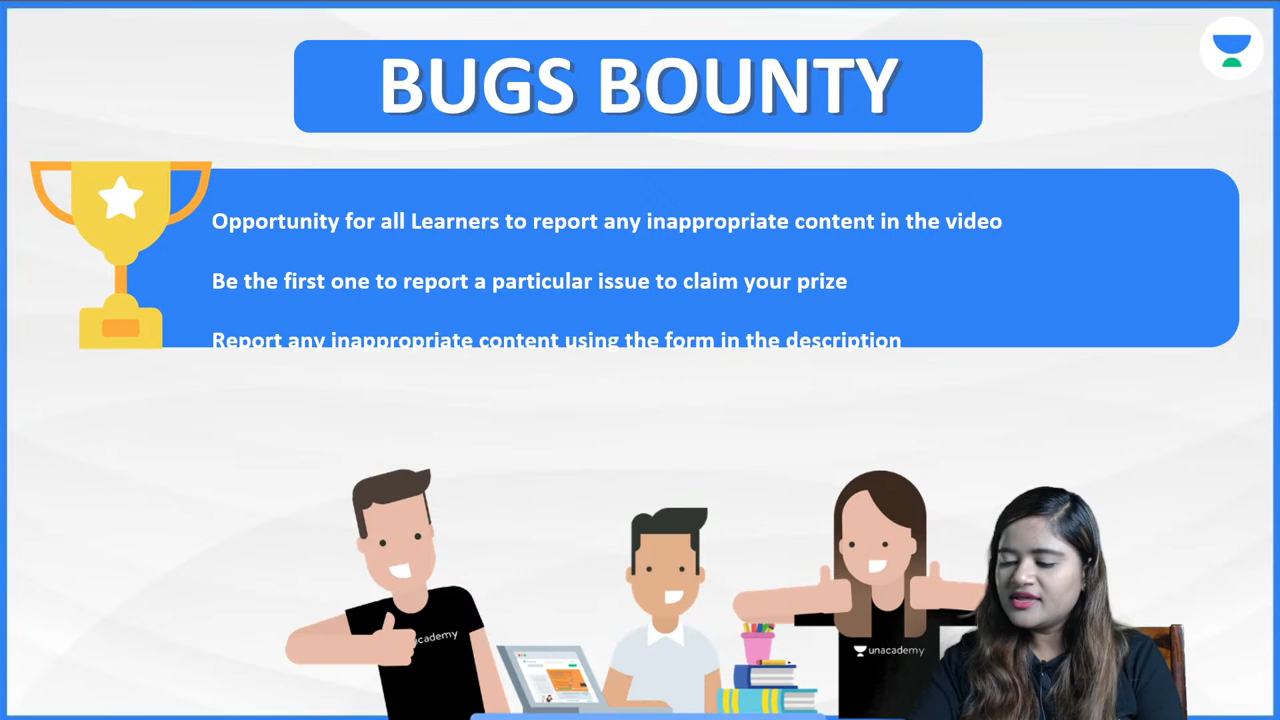 BUGS BOUNTY
Opportunity for all Learners to report any inappropriate content in the video
Be the first one to report a particular issue to claim your prize
Report any inappropriate content using the form in the description
cademy
unacademy